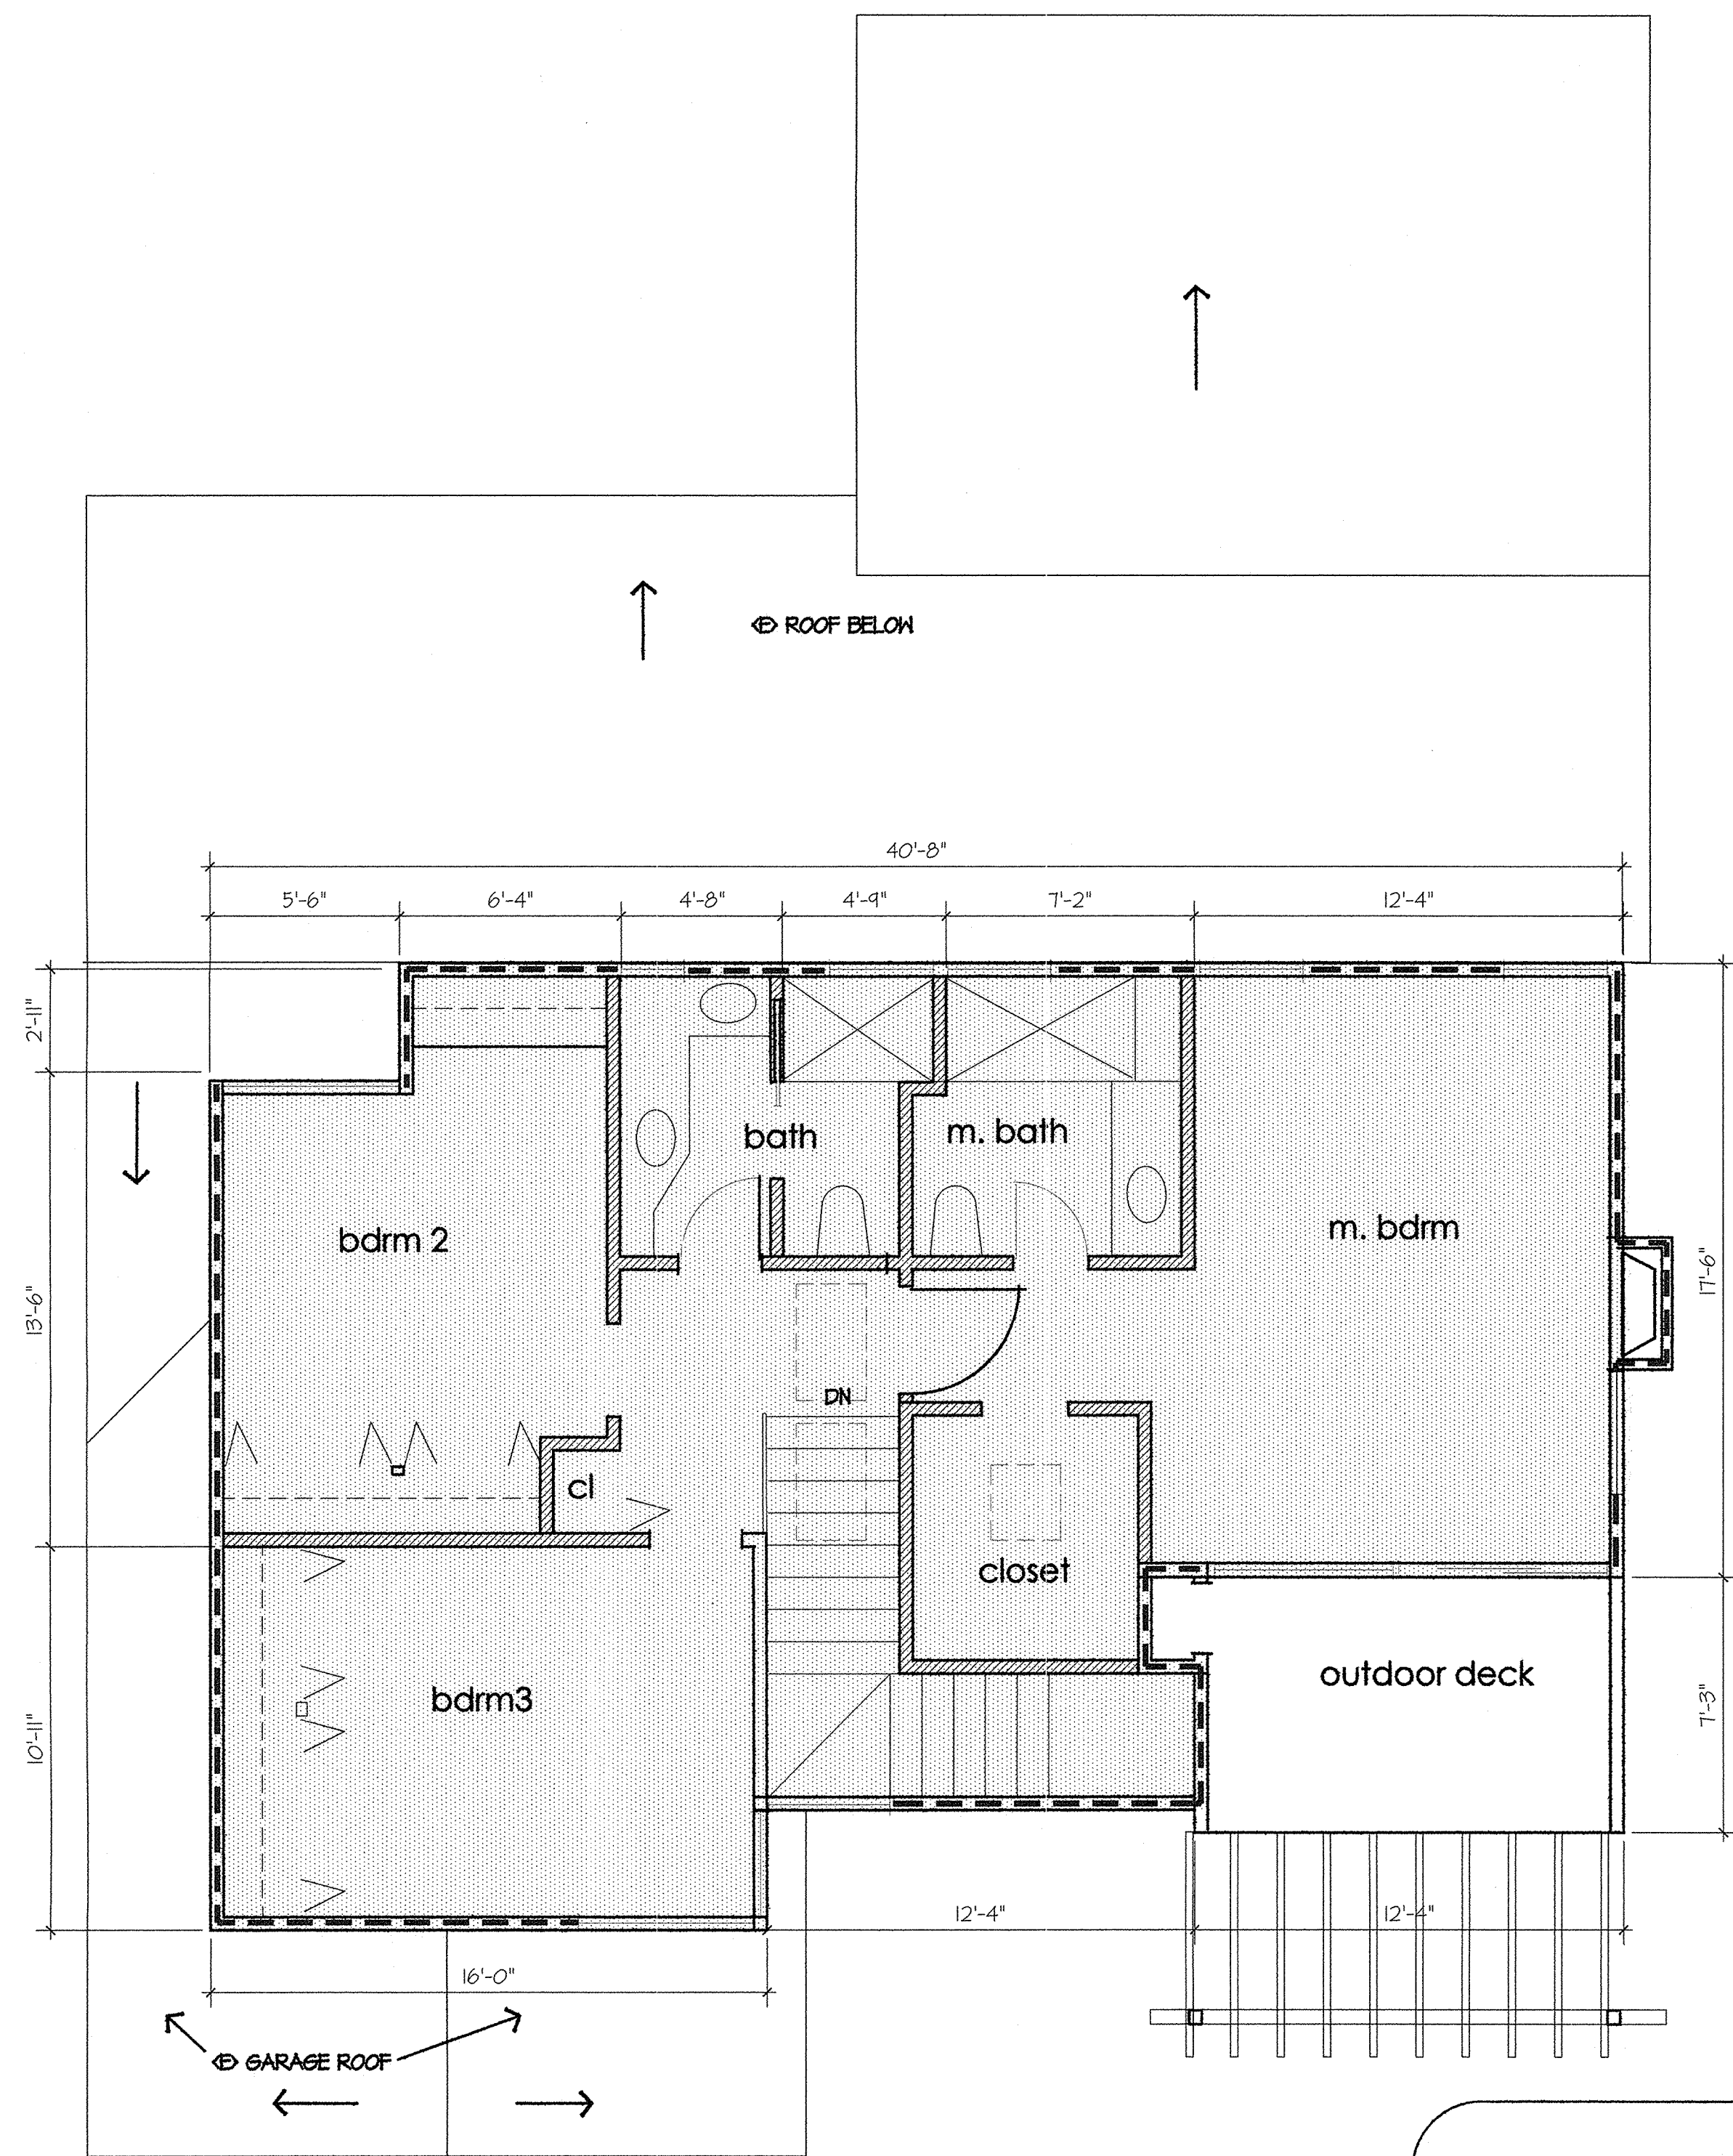 <E> ROOF BELOW
40'-8"
5'-6" 6'-4" 4'-8" 4'-9" 7'-2" 12'-4"
2'-11"
bath m. bath
bdrm 2 m. bdrm
13'-6" 17'-6"
DN
cl
closet
outdoor deck
bdrm3
10'-11" 7'-3"
12'-4" 12'-4"
16'-0"
<E> GARAGE ROOF